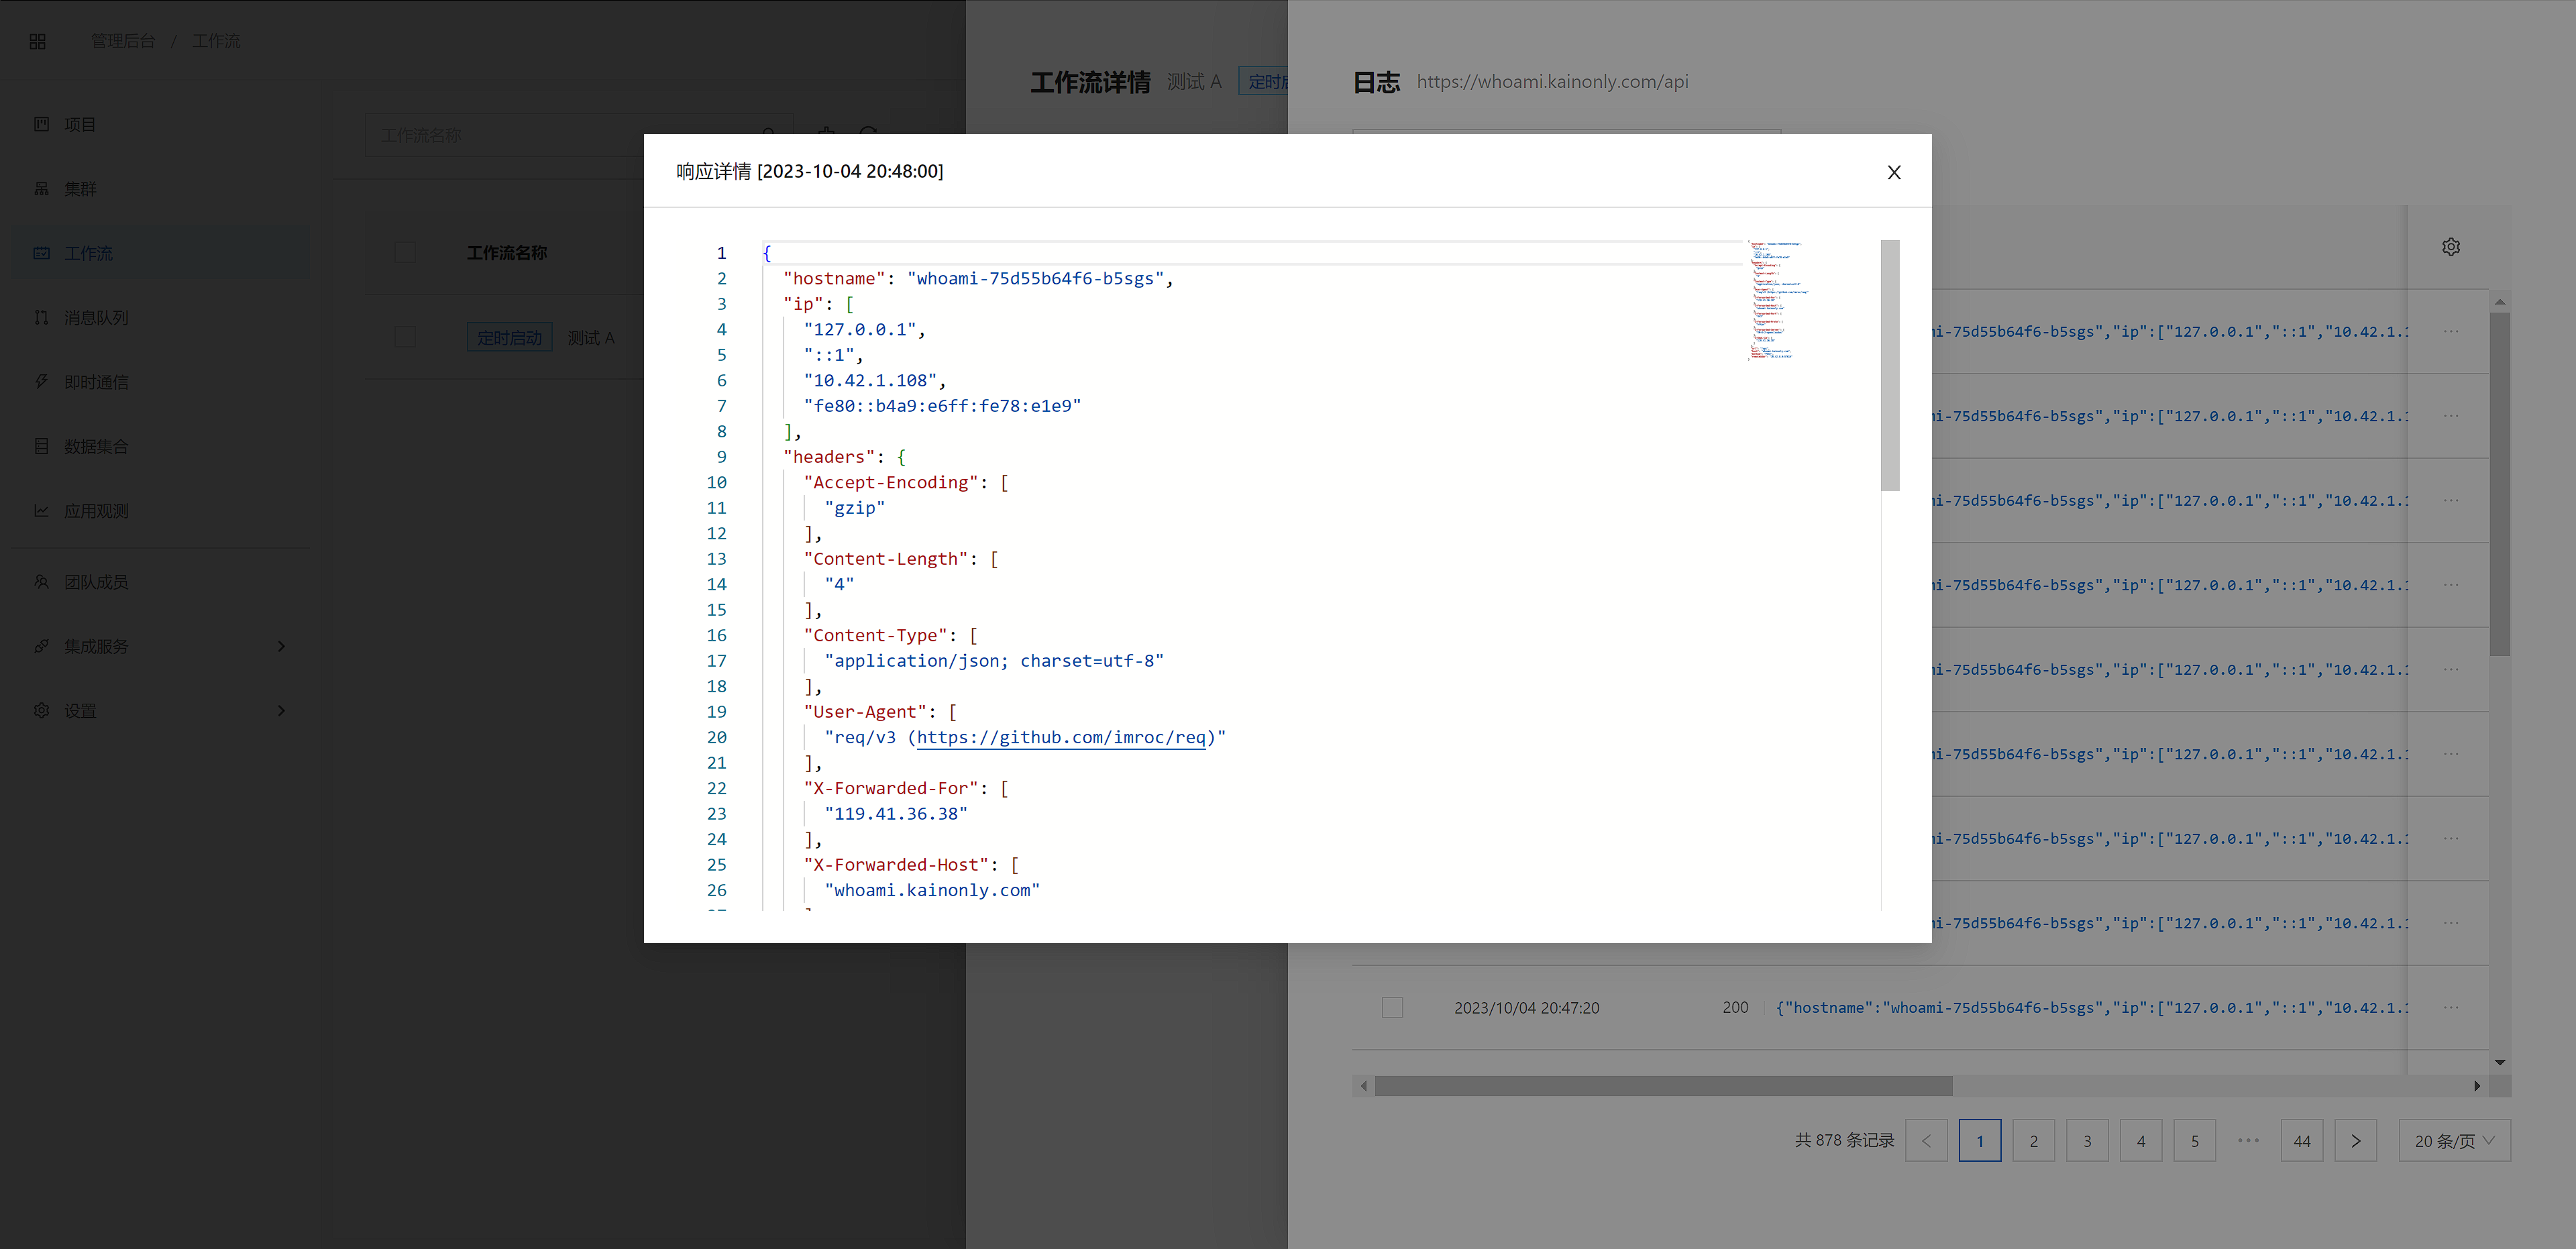 管理后台 / 工作流
项目
集群
工作流
消息队列
即时通信
数据集合
应用观测
团队成员
集成服务
设置
工作流名称
工作流名称
定时启动 测试 A
工作流详情 测试 A 定时启
日志 https://whoami.kainonly.com/api
响应详情 [2023-10-04 20:48:00]
1 {
2 "hostname": "whoami-75d55b64f6-b5sgs",
3 "ip": [
4 "127.0.0.1",
5 "::1",
6 "10.42.1.108",
7 "fe80::b4a9:e6ff:fe78:e1e9"
8 ],
9 "headers": {
10 "Accept-Encoding": [
11 "gzip"
12 ],
13 "Content-Length": [
14 "4"
15 ],
16 "Content-Type": [
17 "application/json; charset=utf-8"
18 ],
19 "User-Agent": [
20 "req/v3 (https://github.com/imroc/req)"
21 ],
22 "X-Forwarded-For": [
23 "119.41.36.38"
24 ],
25 "X-Forwarded-Host": [
26 "whoami.kainonly.com"
mi-75d55b64f6-b5sgs","ip":["127.0.0.1","::1","10.42.1.1
mi-75d55b64f6-b5sgs","ip":["127.0.0.1","::1","10.42.1.1
mi-75d55b64f6-b5sgs","ip":["127.0.0.1","::1","10.42.1.1
mi-75d55b64f6-b5sgs","ip":["127.0.0.1","::1","10.42.1.1
mi-75d55b64f6-b5sgs","ip":["127.0.0.1","::1","10.42.1.1
mi-75d55b64f6-b5sgs","ip":["127.0.0.1","::1","10.42.1.1
mi-75d55b64f6-b5sgs","ip":["127.0.0.1","::1","10.42.1.1
mi-75d55b64f6-b5sgs","ip":["127.0.0.1","::1","10.42.1.1
2023/10/04 20:47:20 200 {"hostname":"whoami-75d55b64f6-b5sgs","ip":["127.0.0.1","::1","10.42.1.1
共 878 条记录 1 2 3 4 5 ••• 44 20 条/页